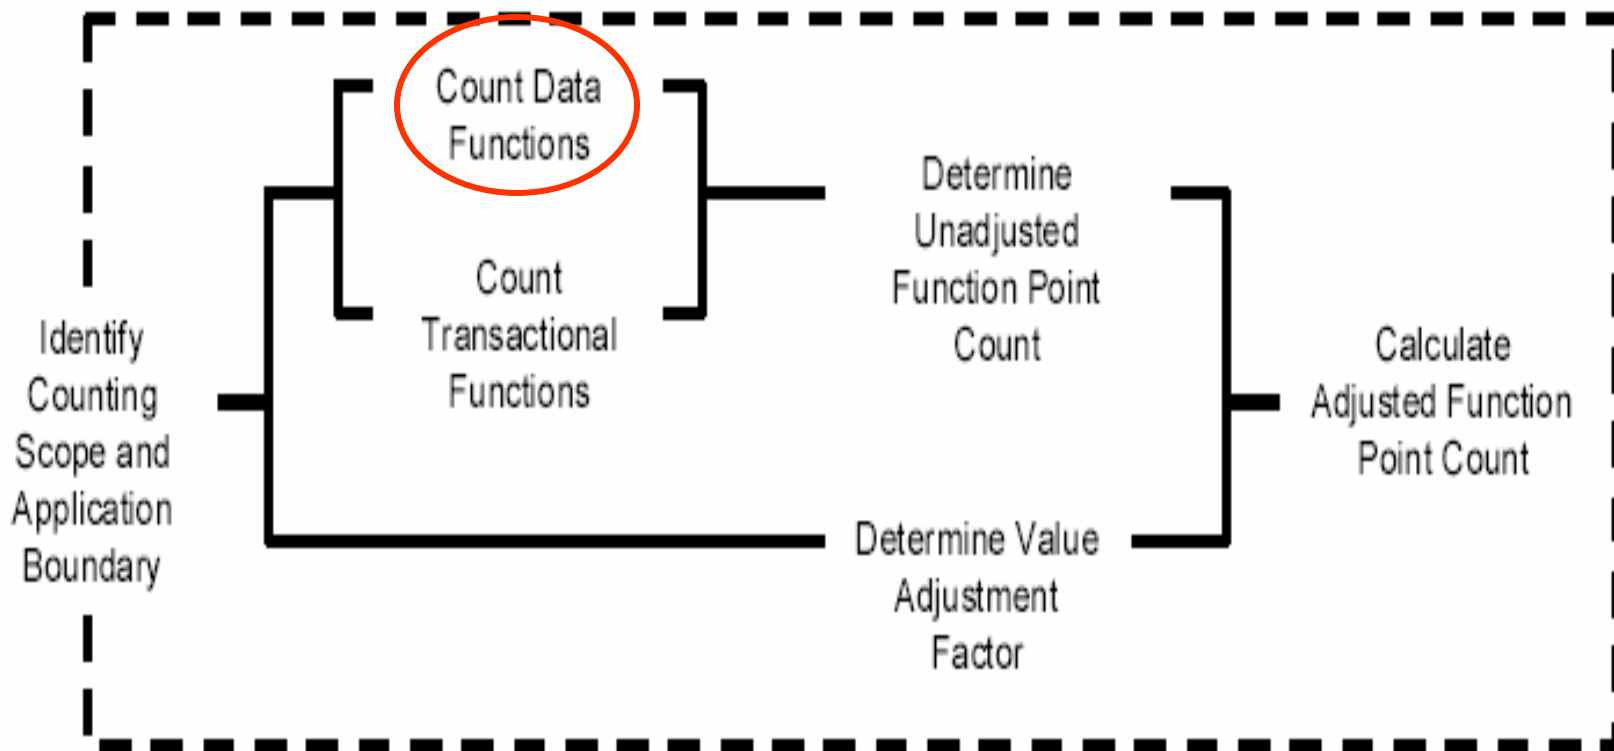 Count Data
Functions
Count
Transactional
Functions
Identify
Counting
Scope and
Application
Boundary
Determine
Unadjusted
Function Point
Count
Determine Value
Adjustment
Factor
Calculate
Adjusted Function
Point Count